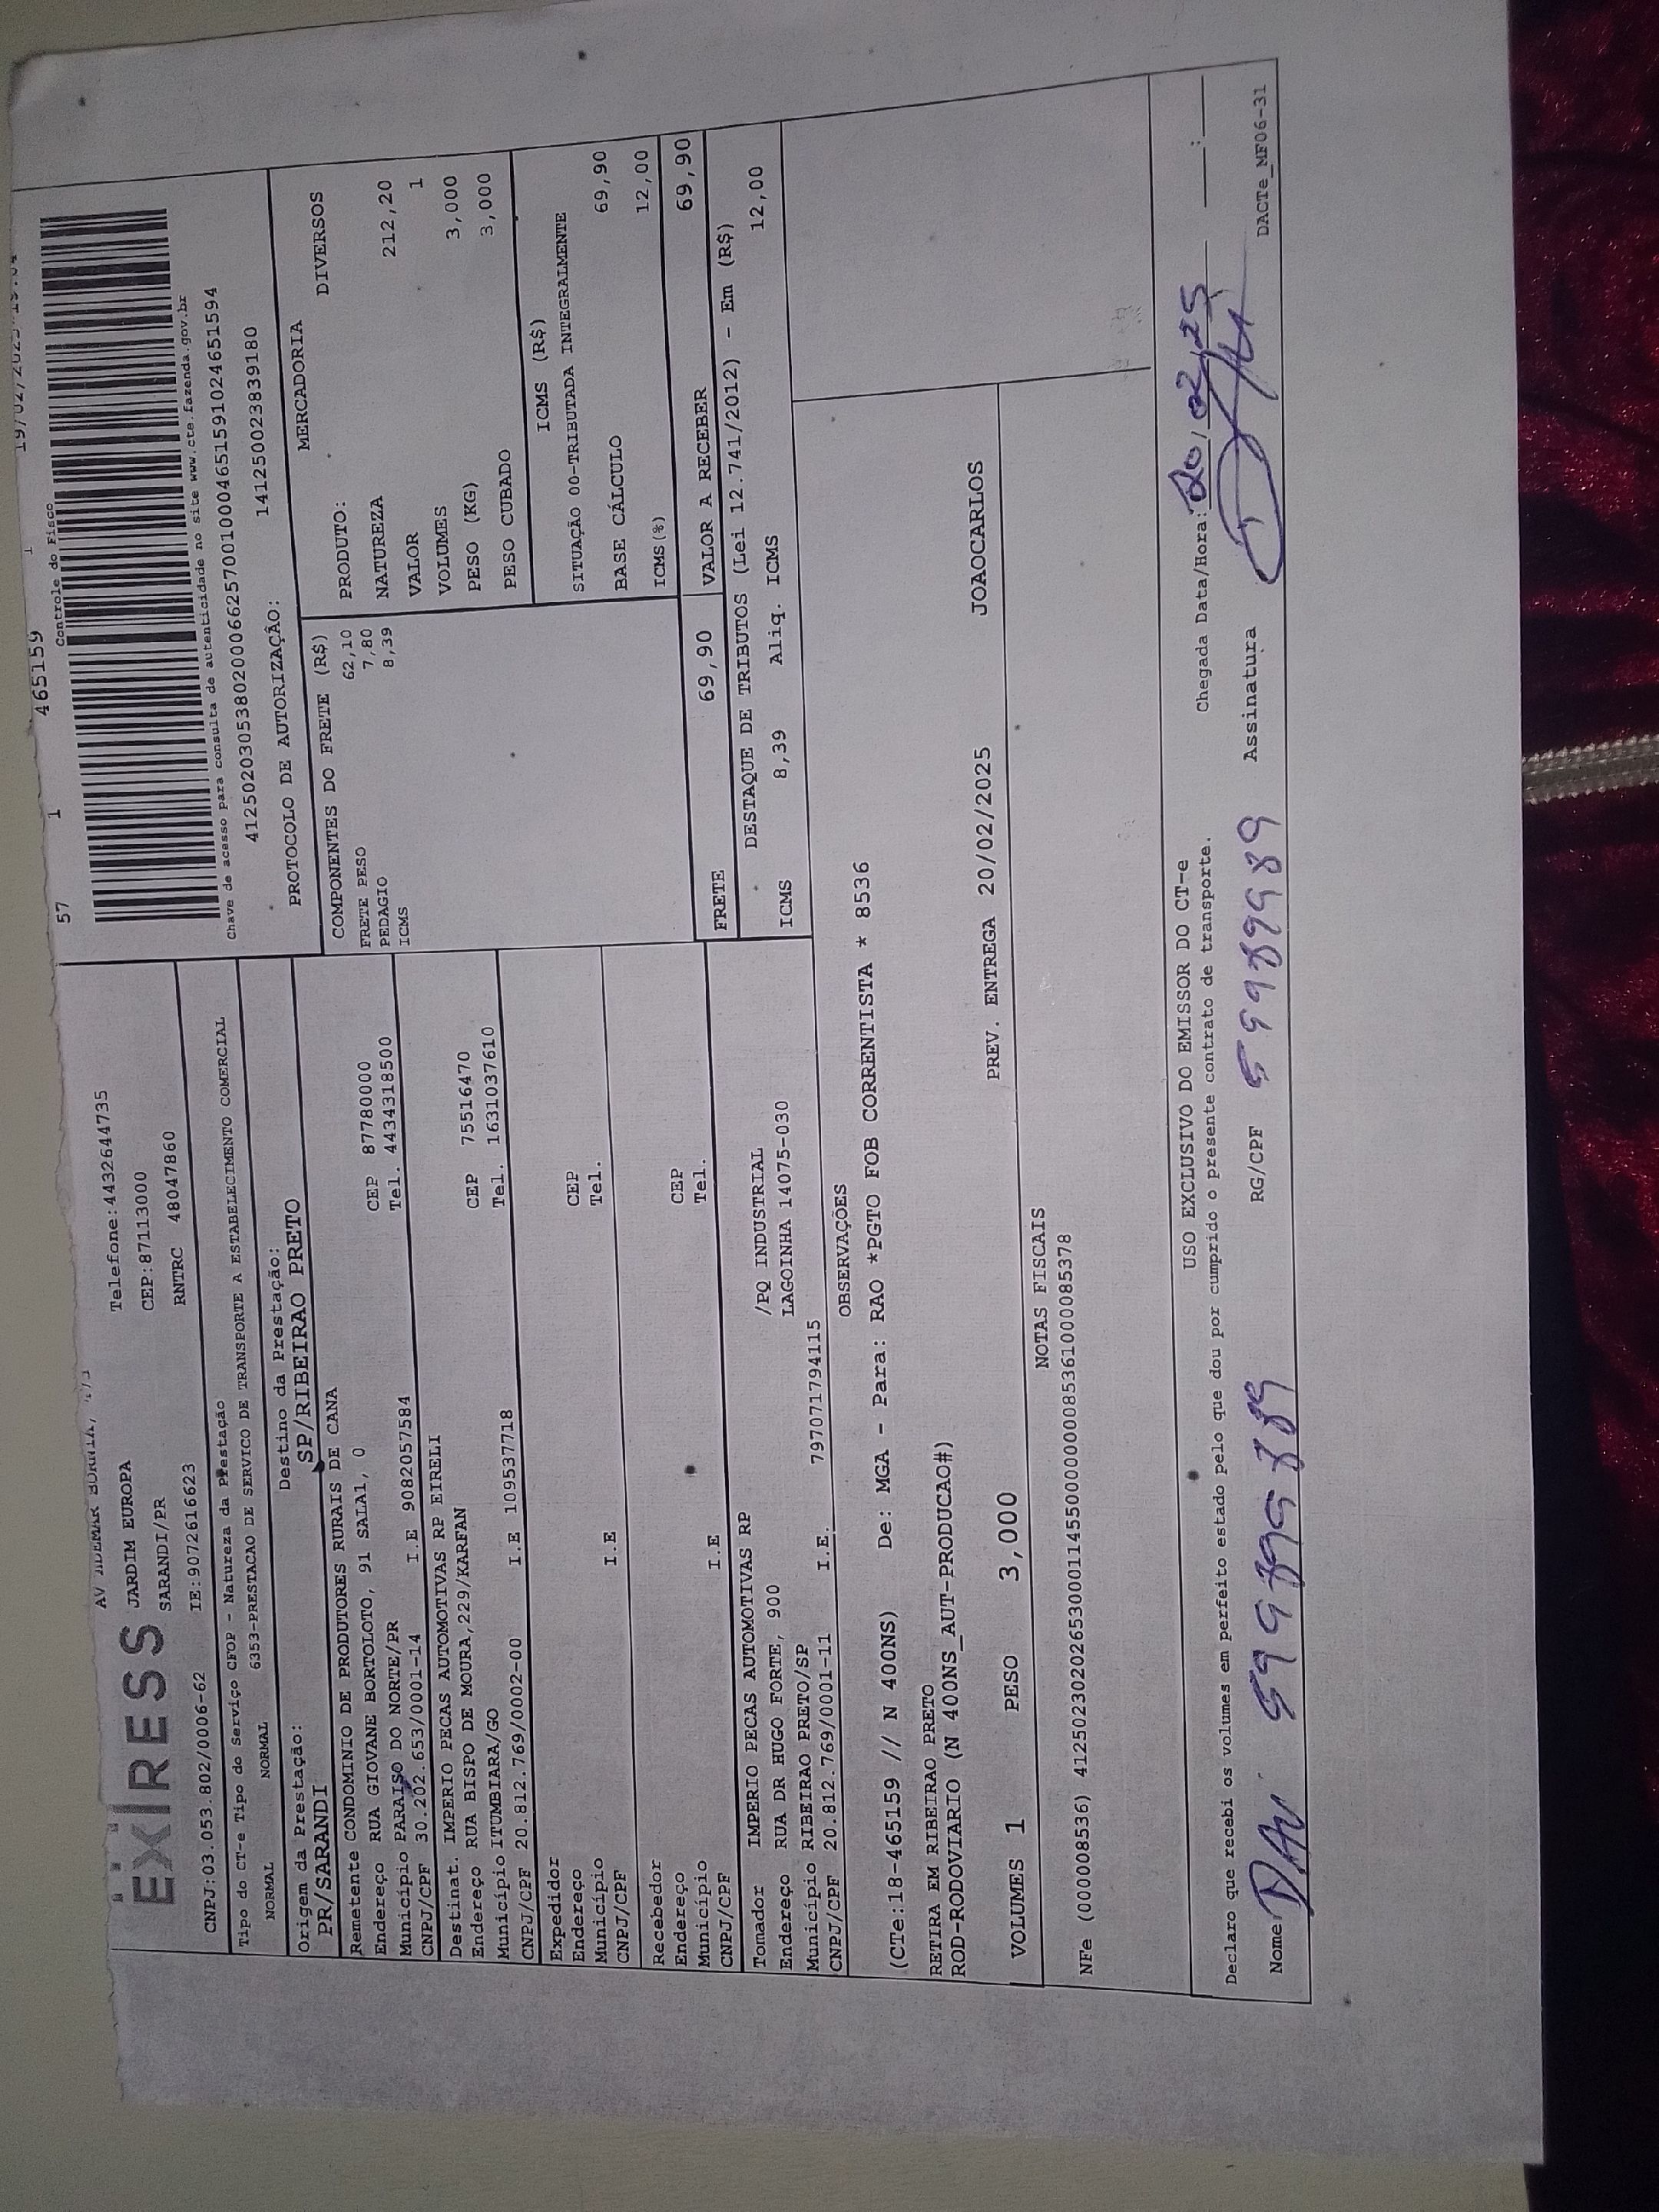 57 1 465159 1
Controle do Fisco
AV
Telefone:4432644735
JARDIM EUROPA
CEP:87113000
SARANDI/PR
RNTRC 48047860
EXPRESS
CNPJ:03.053.802/0006-62 IE:9072616623
Chave de acesso para consulta de autenticidade no site www.cte.fazenda.gov.br
41250203053802000662570010004651591024651594
PROTOCOLO DE AUTORIZAÇÃO: 141250023839180
Tipo do CT-e Tipo do Serviço CFOP - Natureza da Prestação
NORMAL NORMAL 6353-PRESTACAO DE SERVICO DE TRANSPORTE A ESTABELECIMENTO COMERCIAL
Origem da Prestação: Destino da Prestação:
PR/SARANDI SP/RIBEIRAO PRETO
Remetente CONDOMINIO DE PRODUTORES RURAIS DE CANA
Endereço RUA GIOVANE BORTOLOTO, 91 SALA1, 0 CEP 87780000
Município PARAISO DO NORTE/PR Tel. 4434318500
CNPJ/CPF 30.202.653/0001-14 I.E 9082057584
Destinat. IMPERIO PECAS AUTOMOTIVAS RP EIRELI
Endereço RUA BISPO DE MOURA,229/KARFAN CEP 75516470
Município ITUMBIARA/GO Tel. 1631037610
CNPJ/CPF 20.812.769/0002-00 I.E 109537718
Expedidor
Endereço CEP
Município Tel.
CNPJ/CPF I.E
Recebedor
Endereço CEP
Município Tel.
CNPJ/CPF I.E
Tomador IMPERIO PECAS AUTOMOTIVAS RP
Endereço RUA DR HUGO FORTE, 900 /PQ INDUSTRIAL
Município RIBEIRAO PRETO/SP LAGOINHA 14075-030
CNPJ/CPF 20.812.769/0001-11 I.E. 797071794115
COMPONENTES DO FRETE (R$)
FRETE PESO 62,10
PEDAGIO 7,80
ICMS 8,39
MERCADORIA
PRODUTO: DIVERSOS
NATUREZA
VALOR 212,20
VOLUMES 1
PESO (KG) 3,000
PESO CUBADO 3,000
ICMS (R$)
SITUAÇÃO 00-TRIBUTADA INTEGRALMENTE
BASE CÁLCULO 69,90
ICMS(%) 12,00
FRETE 69,90 VALOR A RECEBER 69,90
DESTAQUE DE TRIBUTOS (Lei 12.741/2012) - Em (R$)
ICMS 8,39 Aliq. ICMS 12,00
OBSERVAÇÕES
(CTe:18-465159 // N 400NS) De: MGA - Para: RAO *PGTO FOB CORRENTISTA * 8536
RETIRA EM RIBEIRAO PRETO
ROD-RODOVIARIO (N 400NS_AUT-PRODUCAO#)
VOLUMES 1 PESO 3,000 PREV. ENTREGA 20/02/2025 JOAOCARLOS
NOTAS FISCAIS
NFe (000008536) 41250230202653000114550000000085361000085378
USO EXCLUSIVO DO EMISSOR DO CT-e
Declaro que recebi os volumes em perfeito estado pelo que dou por cumprido o presente contrato de transporte. Chegada Data/Hora: 20/02/25 :
Nome RG/CPF Assinatura
DACTe_MF06-31